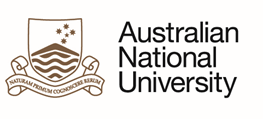 Australian
National
University
NATURAM PRIMUM COGNOSCERE RERUM